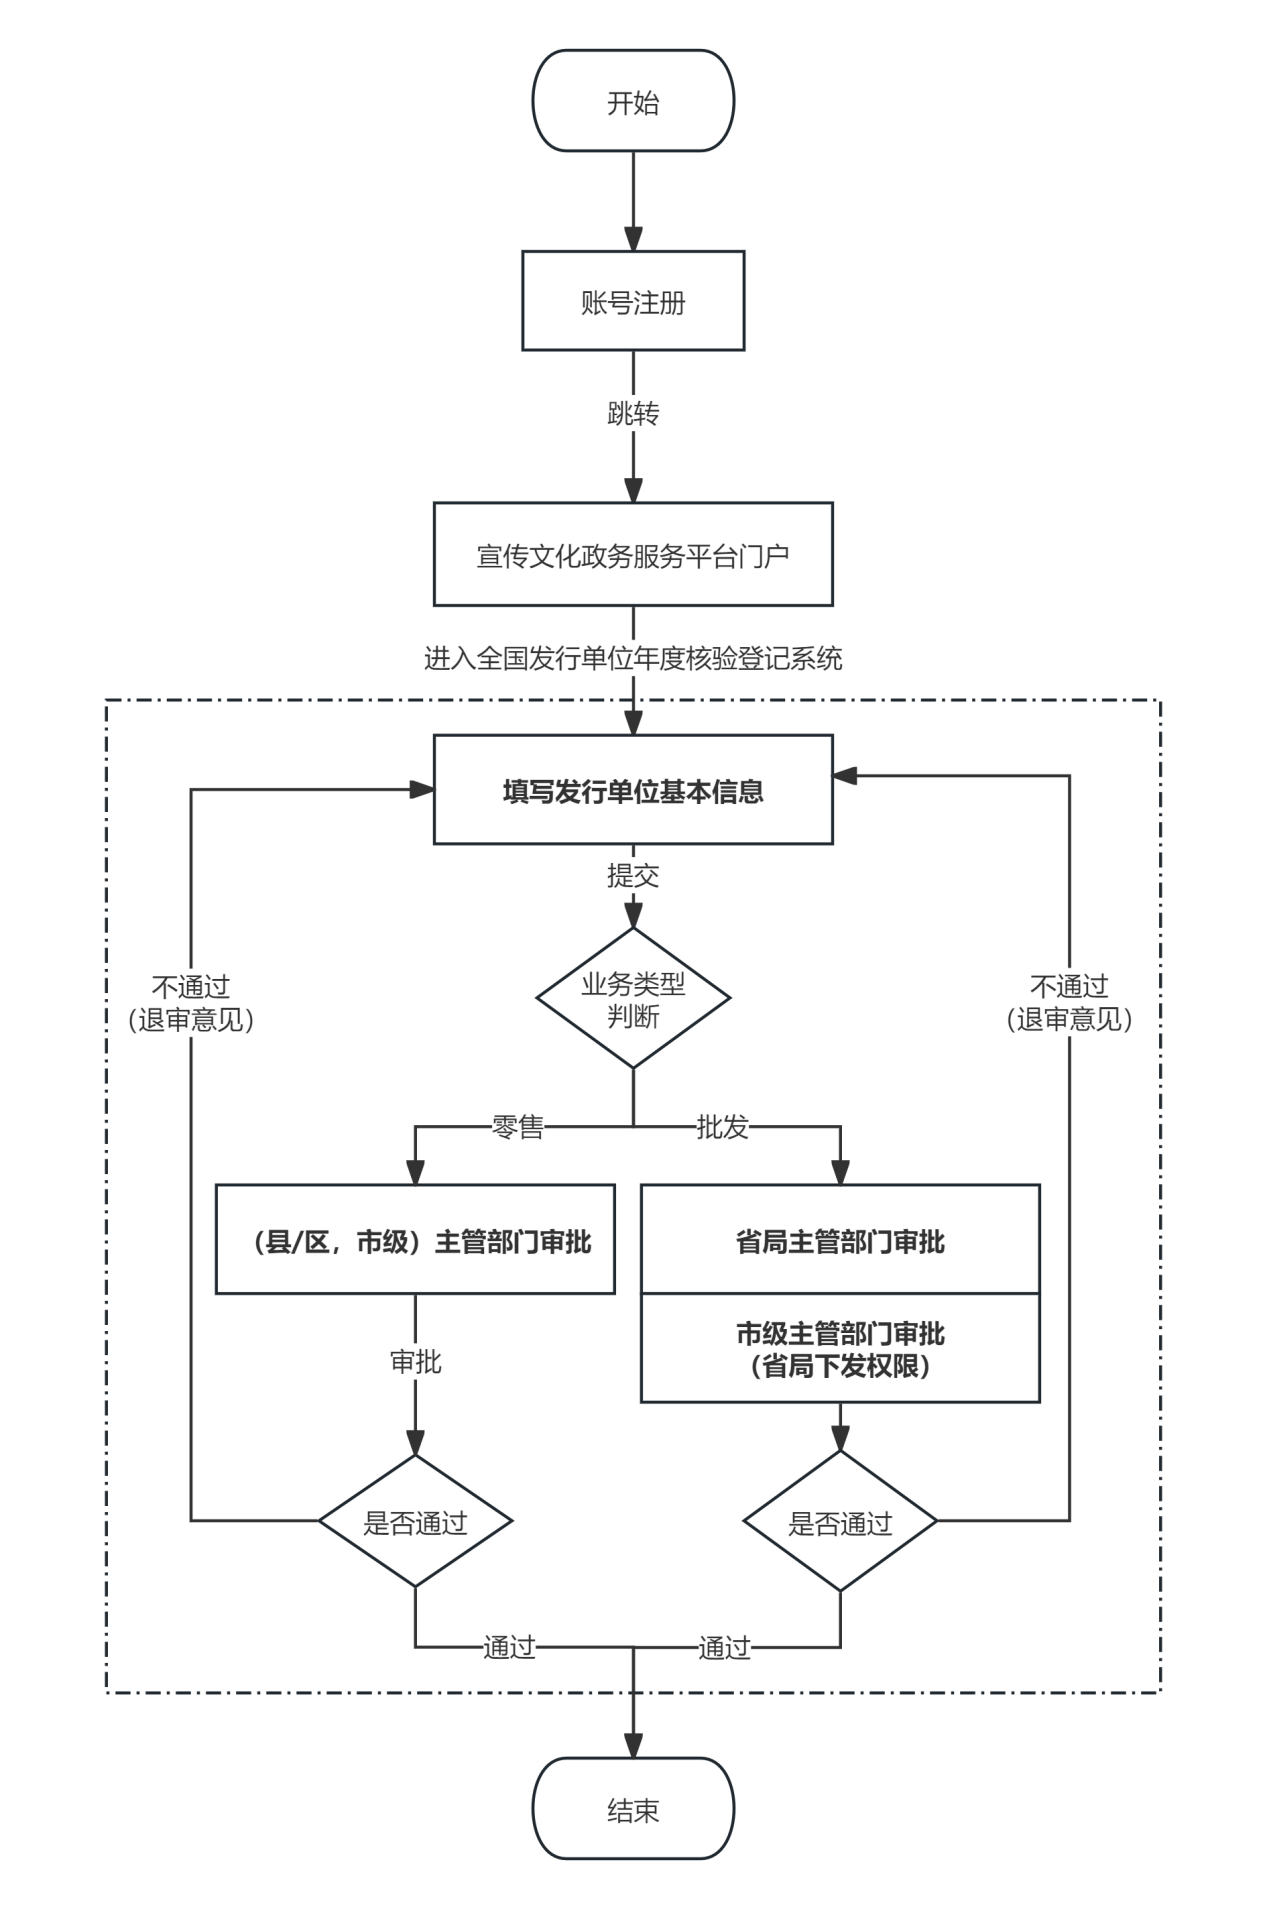 开始
账号注册
跳转
宣传文化政务服务平台门户
进入全国发行单位年度核验登记系统
填写发行单位基本信息
提交
业务类型
判断
不通过
（退审意见）
不通过
（退审意见）
零售
批发
（县/区，市级）主管部门审批
省局主管部门审批
市级主管部门审批
（省局下发权限）
审批
是否通过
是否通过
通过
通过
结束